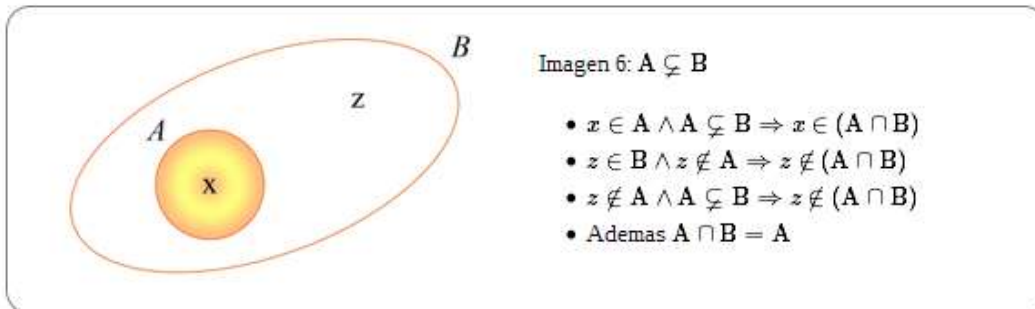 B
z
A
x
Imagen 6: A ⊊ B
• x ∈ A ∧ A ⊊ B ⇒ x ∈ (A ∩ B)
• z ∈ B ∧ z ∉ A ⇒ z ∉ (A ∩ B)
• z ∉ A ∧ A ⊊ B ⇒ z ∉ (A ∩ B)
• Ademas A ∩ B = A